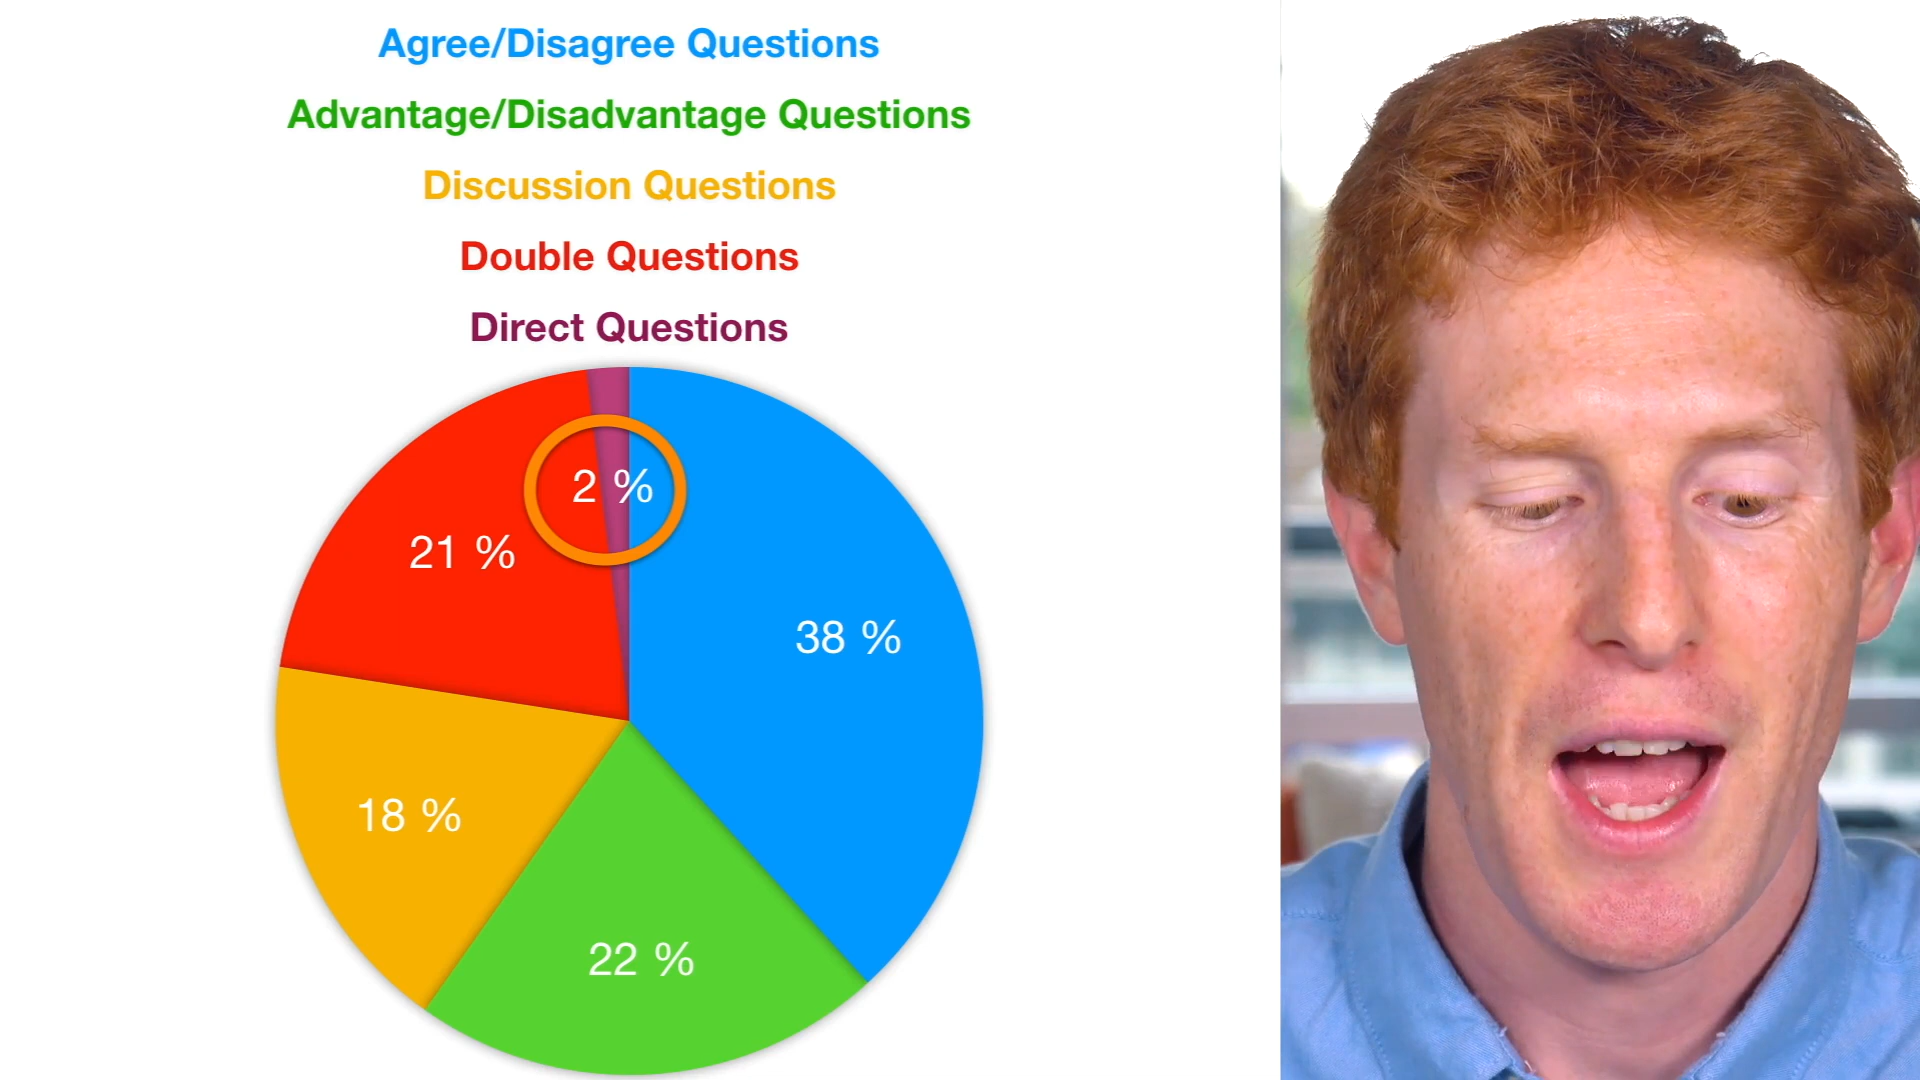 Agree/Disagree Questions
Advantage/Disadvantage Questions
Discussion Questions
Double Questions
Direct Questions
2 %
21 %
38 %
18 %
22 %